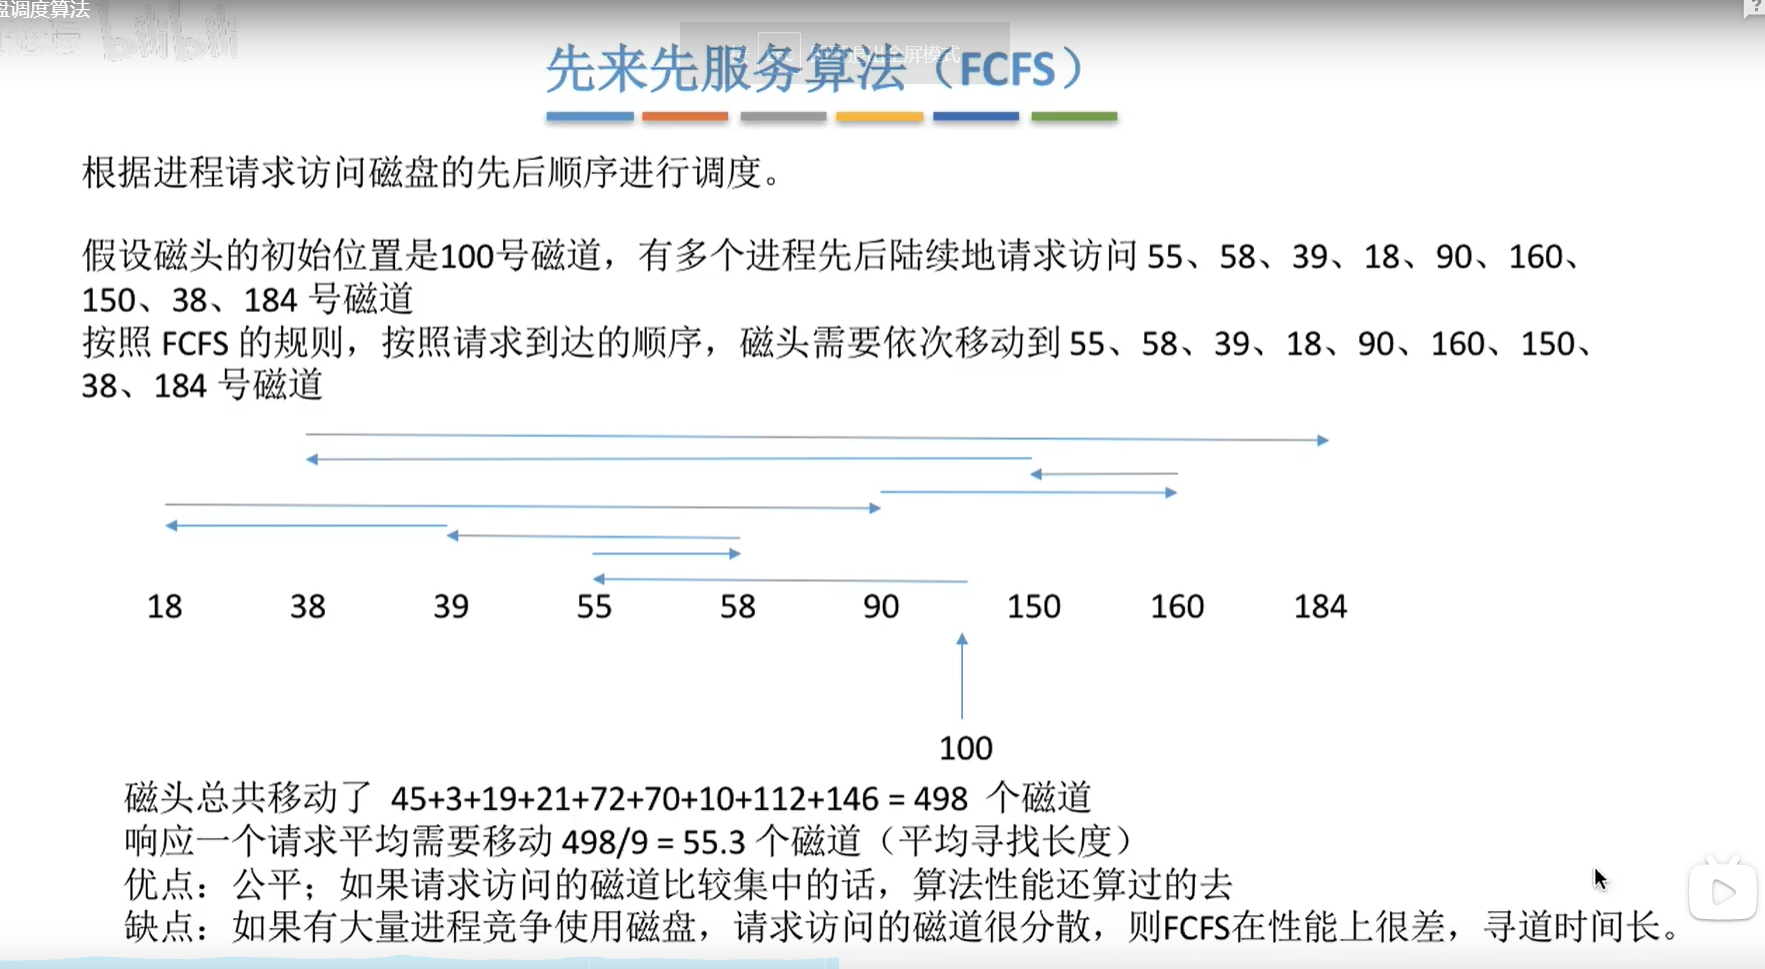 盘调度算法
bilibili
先来先服务算法（FCFS）
根据进程请求访问磁盘的先后顺序进行调度。
假设磁头的初始位置是100号磁道，有多个进程先后陆续地请求访问 55、58、39、18、90、160、
150、38、184 号磁道
按照 FCFS 的规则，按照请求到达的顺序，磁头需要依次移动到 55、58、39、18、90、160、150、
38、184 号磁道
18 38 39 55 58 90 150 160 184
100
磁头总共移动了 45+3+19+21+72+70+10+112+146 = 498 个磁道
响应一个请求平均需要移动 498/9 = 55.3 个磁道（平均寻找长度）
优点：公平；如果请求访问的磁道比较集中的话，算法性能还算过的去
缺点：如果有大量进程竞争使用磁盘，请求访问的磁道很分散，则FCFS在性能上很差，寻道时间长。